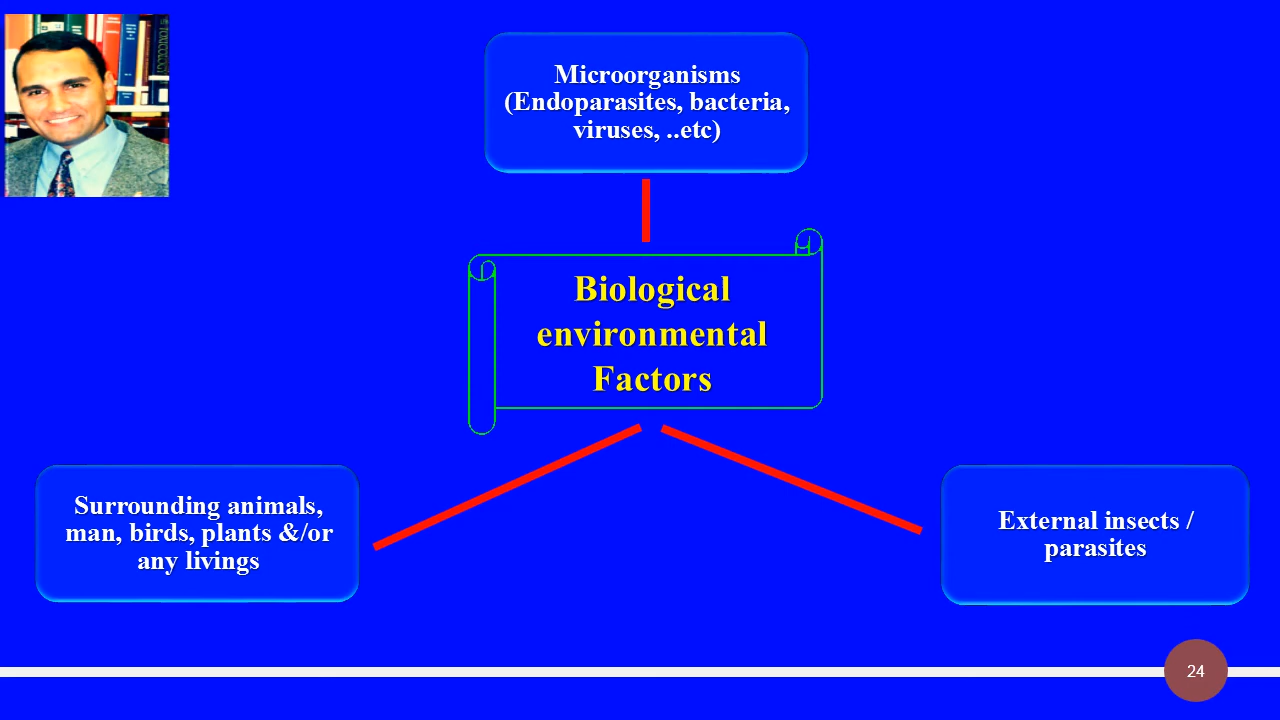 TOXICOLOGY
Microorganisms
(Endoparasites, bacteria,
viruses, ..etc)
Biological
environmental
Factors
Surrounding animals,
man, birds, plants &/or
any livings
External insects /
parasites
24